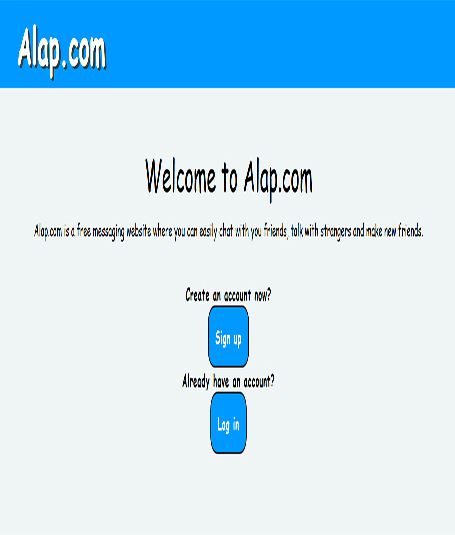 Alap.com
Welcome to Alap.com
Alap.com is a free messaging website where you can easily chat with you friends, talk with strangers and make new friends.
Create an account now?
Sign up
Already have an account?
Log in